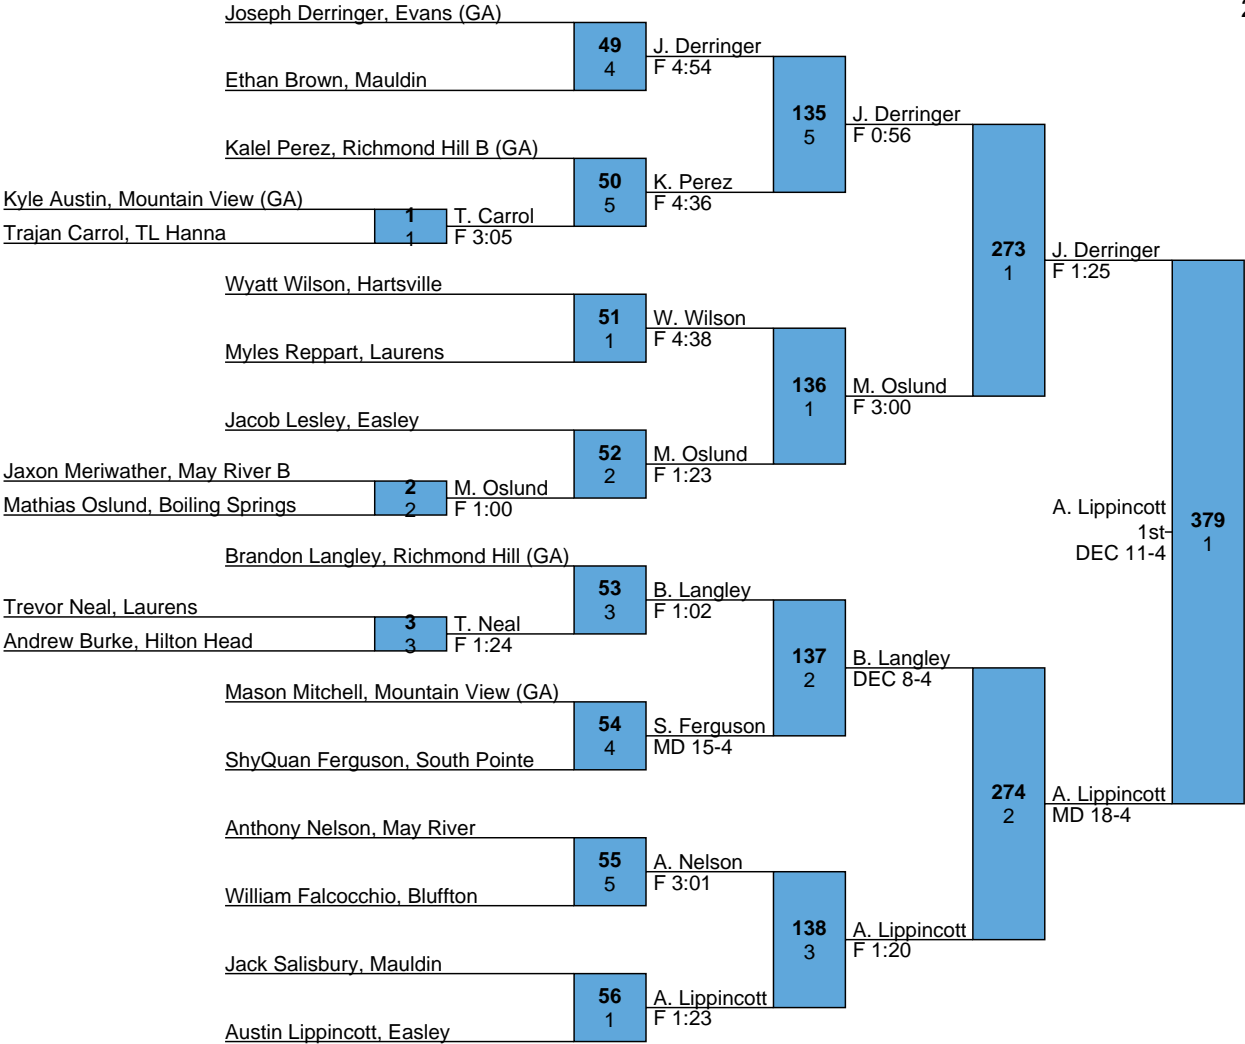 Joseph Derringer, Evans (GA)
49
4
J. Derringer
F 4:54
Ethan Brown, Mauldin
135
5
J. Derringer
F 0:56
Kalel Perez, Richmond Hill B (GA)
50
5
K. Perez
F 4:36
Kyle Austin, Mountain View (GA)
1
1
T. Carrol
F 3:05
Trajan Carrol, TL Hanna
273
1
J. Derringer
F 1:25
Wyatt Wilson, Hartsville
51
1
W. Wilson
F 4:38
Myles Reppart, Laurens
136
1
M. Oslund
F 3:00
Jacob Lesley, Easley
52
2
M. Oslund
F 1:23
Jaxon Meriwather, May River B
2
2
M. Oslund
F 1:00
Mathias Oslund, Boiling Springs
A. Lippincott
1st
DEC 11-4
379
1
Brandon Langley, Richmond Hill (GA)
53
3
B. Langley
F 1:02
Trevor Neal, Laurens
3
3
T. Neal
F 1:24
Andrew Burke, Hilton Head
137
2
B. Langley
DEC 8-4
Mason Mitchell, Mountain View (GA)
54
4
S. Ferguson
MD 15-4
ShyQuan Ferguson, South Pointe
274
2
A. Lippincott
MD 18-4
Anthony Nelson, May River
55
5
A. Nelson
F 3:01
William Falcocchio, Bluffton
138
3
A. Lippincott
F 1:20
Jack Salisbury, Mauldin
56
1
A. Lippincott
F 1:23
Austin Lippincott, Easley